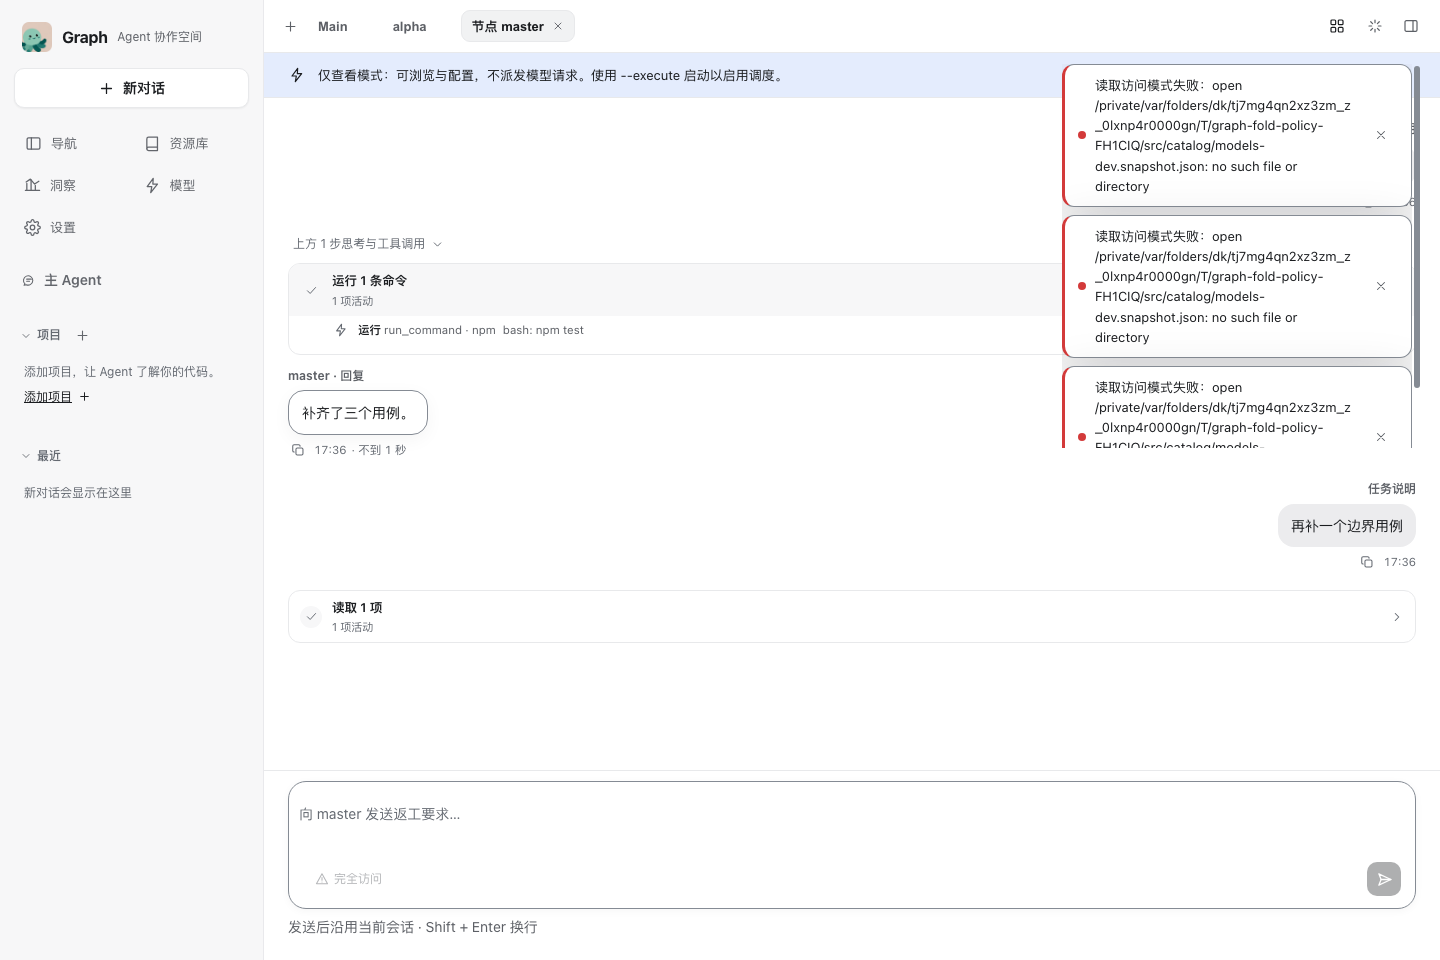 Graph Agent 协作空间
新对话
导航
资源库
洞察
模型
设置
主 Agent
项目
添加项目，让 Agent 了解你的代码。
添加项目
最近
新对话会显示在这里
Main
alpha
节点 master
仅查看模式：可浏览与配置，不派发模型请求。使用 --execute 启动以启用调度。
读取访问模式失败：open
/private/var/folders/dk/tj7mg4qn2xz3zm_z
_0lxnp4r0000gn/T/graph-fold-policy-
FH1CIQ/src/catalog/models-
dev.snapshot.json: no such file or
directory
读取访问模式失败：open
/private/var/folders/dk/tj7mg4qn2xz3zm_z
_0lxnp4r0000gn/T/graph-fold-policy-
FH1CIQ/src/catalog/models-
dev.snapshot.json: no such file or
directory
读取访问模式失败：open
/private/var/folders/dk/tj7mg4qn2xz3zm_z
_0lxnp4r0000gn/T/graph-fold-policy-
FH1CIQ/src/catalog/models-
上方 1 步思考与工具调用
运行 1 条命令
1 项活动
运行 run_command · npm bash: npm test
master · 回复
补齐了三个用例。
17:36 · 不到 1 秒
任务说明
再补一个边界用例
17:36
读取 1 项
1 项活动
向 master 发送返工要求...
完全访问
发送后沿用当前会话 · Shift + Enter 换行